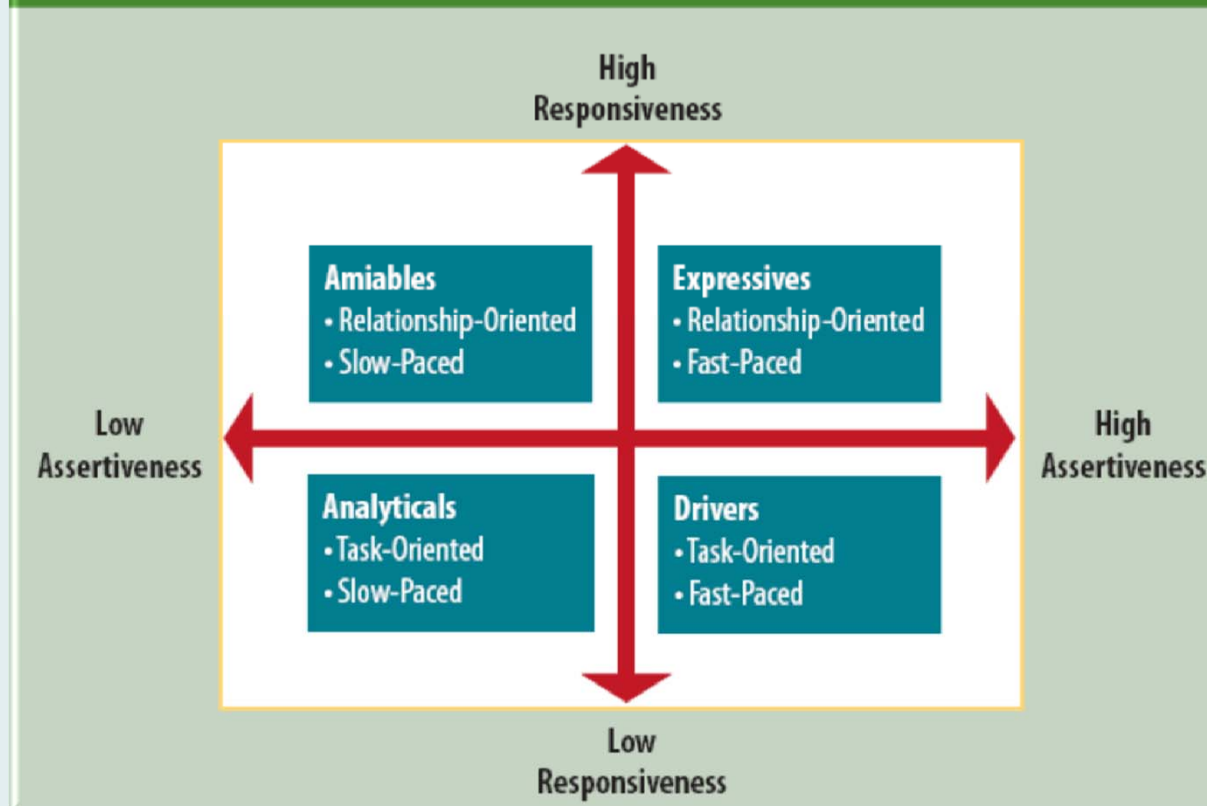 High
Responsiveness
Amiables
• Relationship-Oriented
• Slow-Paced
Expressives
• Relationship-Oriented
• Fast-Paced
Low
Assertiveness
High
Assertiveness
Analyticals
• Task-Oriented
• Slow-Paced
Drivers
• Task-Oriented
• Fast-Paced
Low
Responsiveness